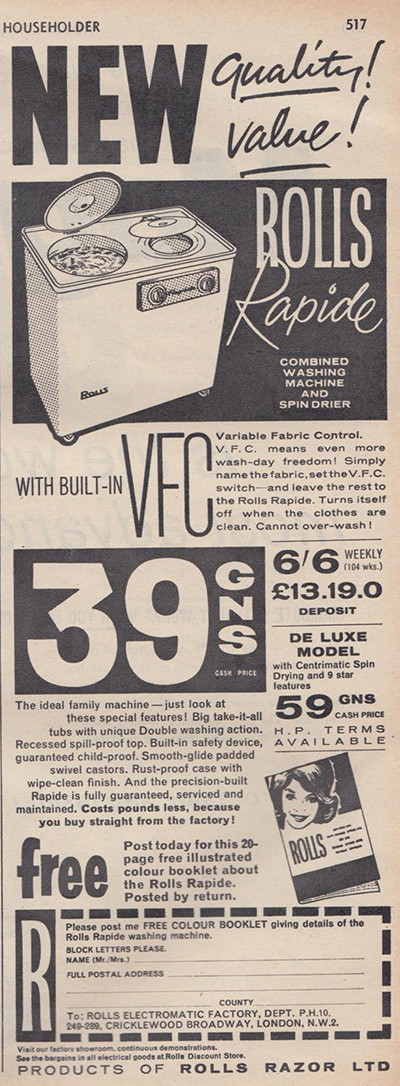 HOUSEHOLDER 517
NEW quality!
value!
ROLLS
Rapide
COMBINED
WASHING
MACHINE
AND
SPIN DRIER
Rolls
WITH BUILT-IN VFC
Variable Fabric Control.
V.F.C. means even more
wash-day freedom! Simply
name the fabric, set the V.F.C.
switch—and leave the rest to
the Rolls Rapide. Turns itself
off when the clothes are
clean. Cannot over-wash!
39 GNS
CASH PRICE
6/6 WEEKLY
(104 wks.)
£13.19.0
DEPOSIT
DE LUXE
MODEL
with Centrimatic Spin
Drying and 9 star
features
59 GNS
CASH PRICE
H.P. TERMS
AVAILABLE
The ideal family machine—just look at
these special features! Big take-it-all
tubs with unique Double washing action.
Recessed spill-proof top. Built-in safety device,
guaranteed child-proof. Smooth-glide padded
swivel castors. Rust-proof case with
wipe-clean finish. And the precision-built
Rapide is fully guaranteed, serviced and
maintained. Costs pounds less, because
you buy straight from the factory!
ROLLS
free
Post today for this 20-
page free illustrated
colour booklet about
the Rolls Rapide.
Posted by return.
R
Please post me FREE COLOUR BOOKLET giving details of the
Rolls Rapide washing machine.
BLOCK LETTERS PLEASE.
NAME (Mr./Mrs.)
FULL POSTAL ADDRESS
COUNTY
To: ROLLS ELECTROMATIC FACTORY, DEPT. P.H.10,
249-289, CRICKLEWOOD BROADWAY, LONDON, N.W.2.
Visit our factory showroom, continuous demonstrations.
See the bargains in all electrical goods at Rolls Discount Store.
PRODUCTS OF ROLLS RAZOR LTD